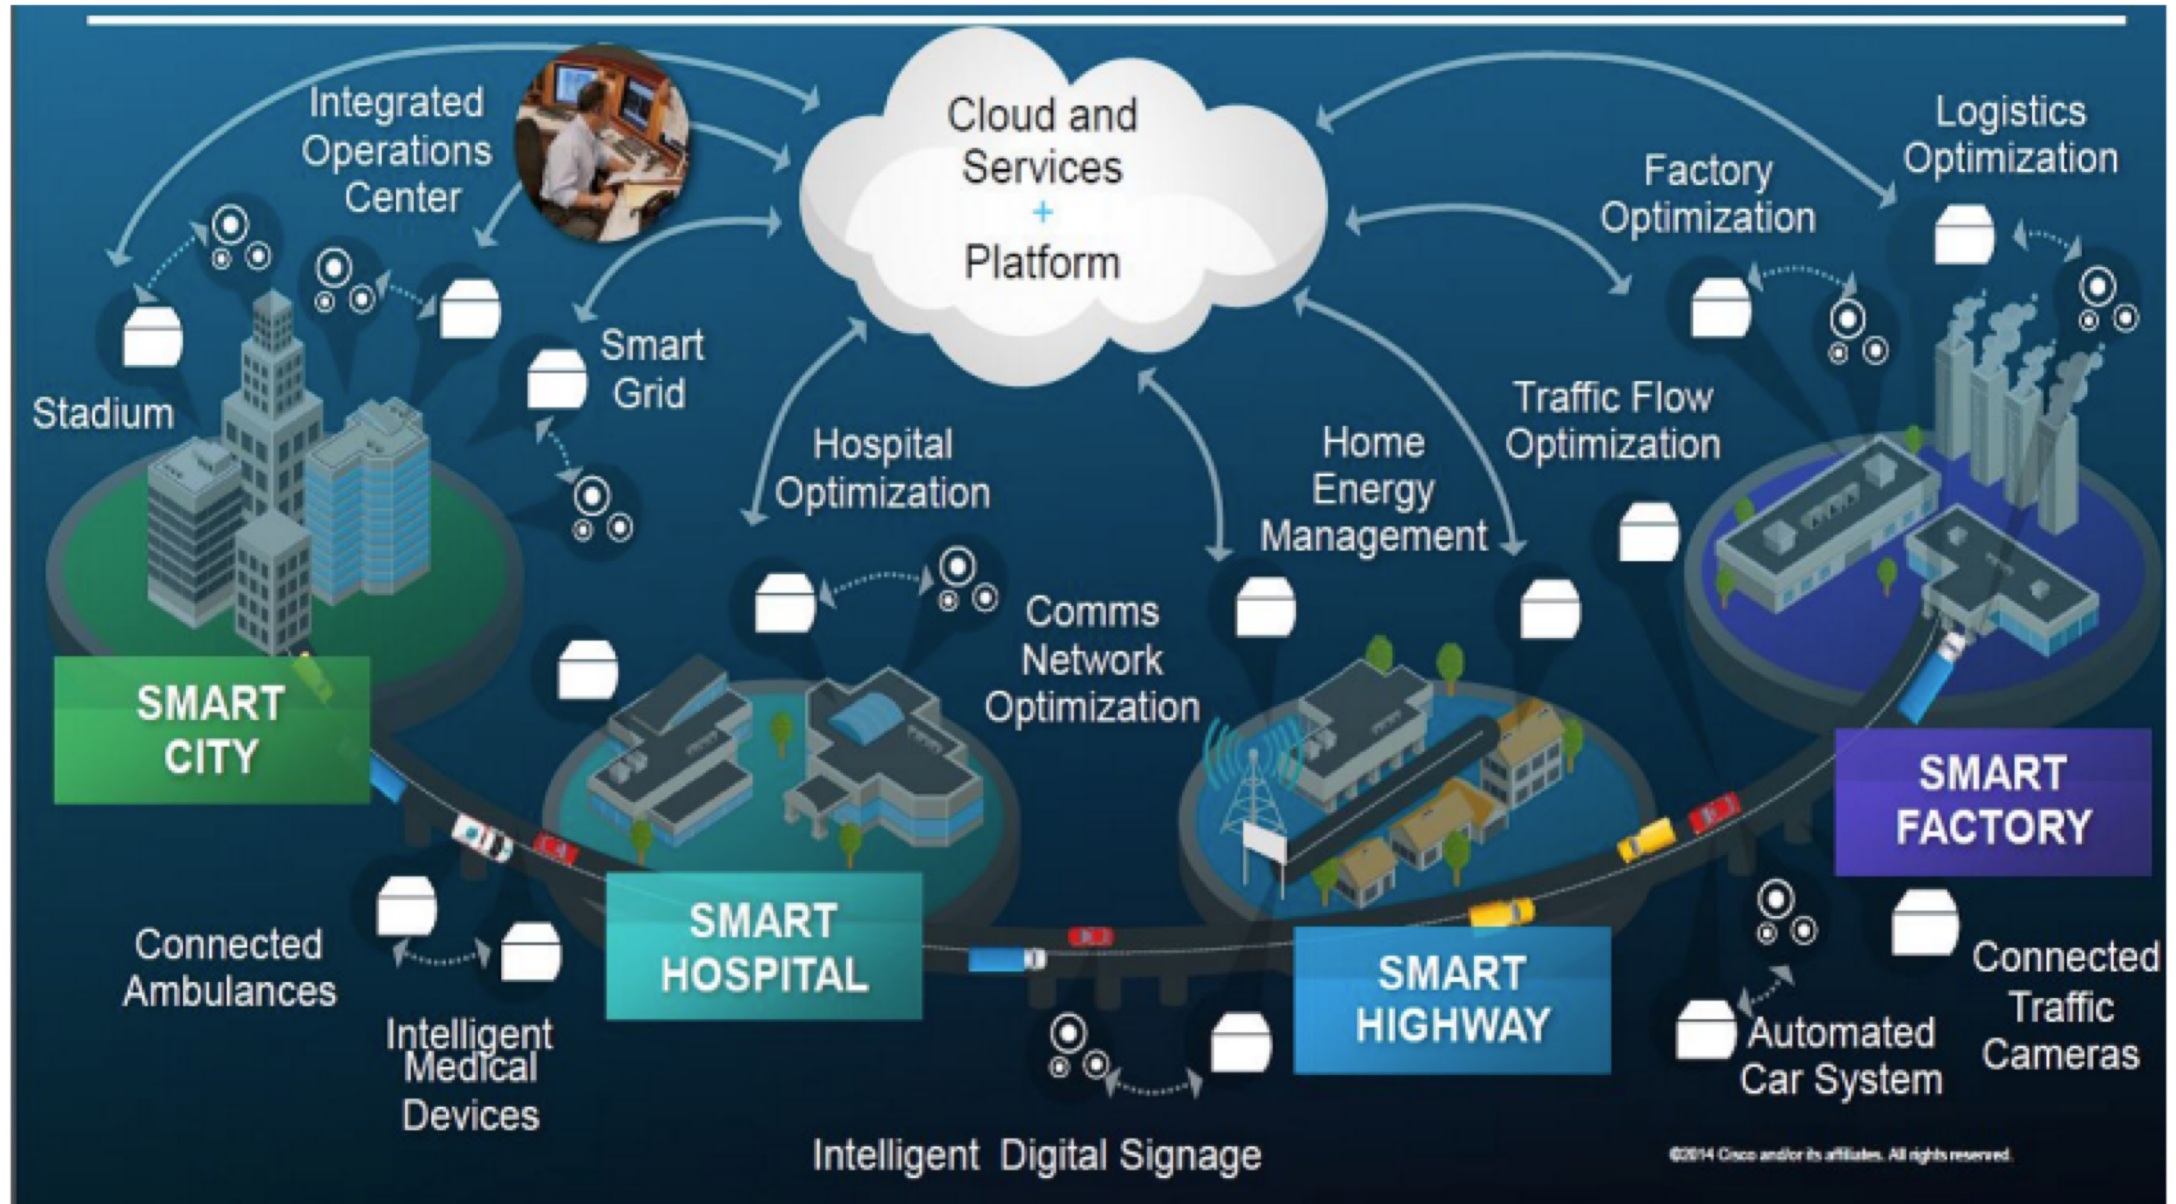 Cloud and
Services
+
Platform
Integrated
Operations
Center
Logistics
Optimization
Factory
Optimization
Stadium
Smart
Grid
Hospital
Optimization
Home
Energy
Management
Traffic Flow
Optimization
Comms
Network
Optimization
SMART
CITY
SMART
HOSPITAL
SMART
HIGHWAY
SMART
FACTORY
Connected
Ambulances
Intelligent
Medical
Devices
Intelligent Digital Signage
Automated
Car System
Connected
Traffic
Cameras
©2014 Cisco and/or its affiliates. All rights reserved.